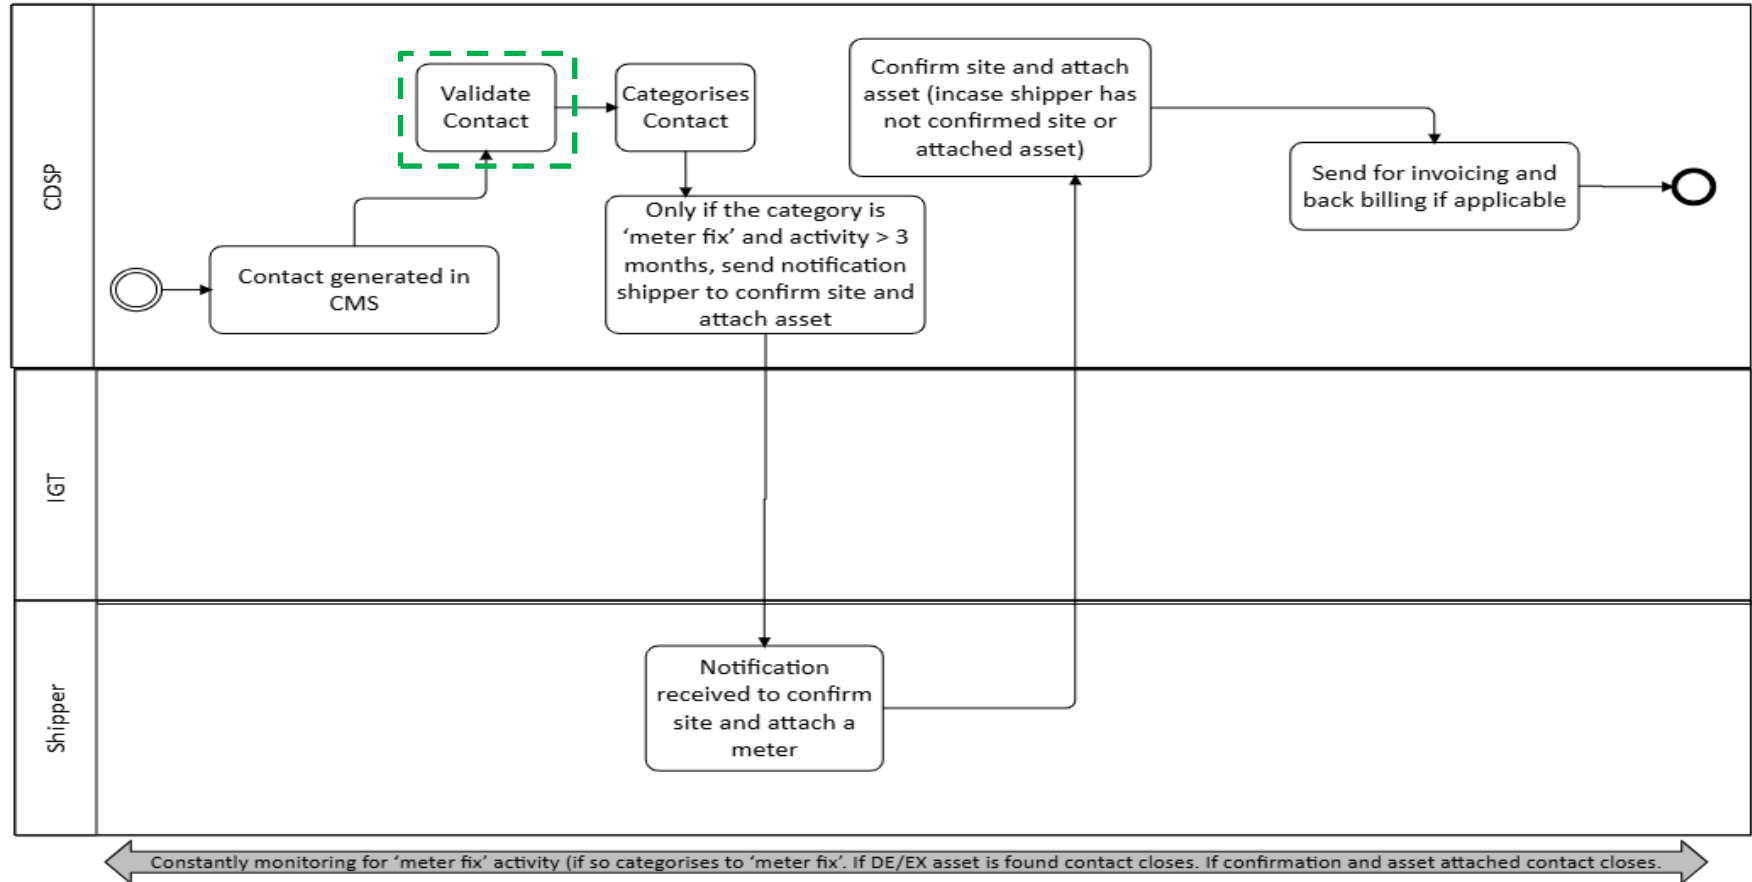 CDSP
Validate
Contact
Categorises
Contact
Confirm site and attach
asset (incase shipper has
not confirmed site or
attached asset)
Send for invoicing and
back billing if applicable
Contact generated in
CMS
Only if the category is
‘meter fix’ and activity > 3
months, send notification
shipper to confirm site and
attach asset
IGT
Shipper
Notification
received to confirm
site and attach a
meter
Constantly monitoring for ‘meter fix’ activity (if so categorises to ‘meter fix’. If DE/EX asset is found contact closes. If confirmation and asset attached contact closes.